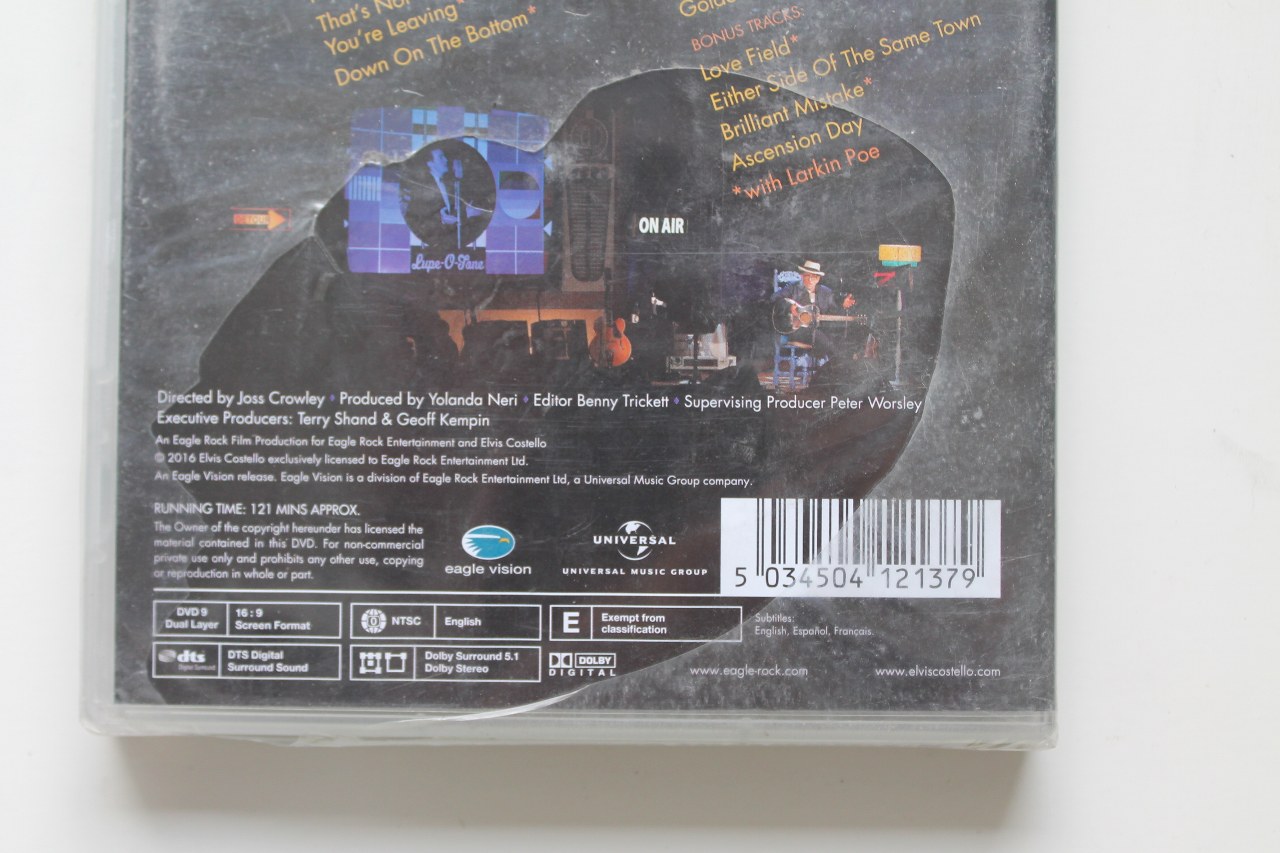 That's Not
You're Leaving*
Down On The Bottom*
BONUS TRACKS:
Love Field*
Either Side Of The Same Town
Brilliant Mistake*
Ascension Day
*with Larkin Poe
DETOUR
Lupe-O-Tone
ON AIR
Directed by Joss Crowley • Produced by Yolanda Neri • Editor Benny Trickett • Supervising Producer Peter Worsley
Executive Producers: Terry Shand & Geoff Kempin
An Eagle Rock Film Production for Eagle Rock Entertainment and Elvis Costello
© 2016 Elvis Costello exclusively licensed to Eagle Rock Entertainment Ltd.
An Eagle Vision release. Eagle Vision is a division of Eagle Rock Entertainment Ltd, a Universal Music Group company.
RUNNING TIME: 121 MINS APPROX.
The Owner of the copyright hereunder has licensed the
material contained in this DVD. For non-commercial
private use only and prohibits any other use, copying
or reproduction in whole or part.
eagle vision
UNIVERSAL
UNIVERSAL MUSIC GROUP
5 034504 121379
DVD 9
Dual Layer
16 : 9
Screen Format
NTSC
English
E
Exempt from
classification
Subtitles:
English, Español, Français.
dts
Digital Surround
DTS Digital
Surround Sound
Dolby Surround 5.1
Dolby Stereo
DOLBY
DIGITAL
www.eagle-rock.com
www.elviscostello.com